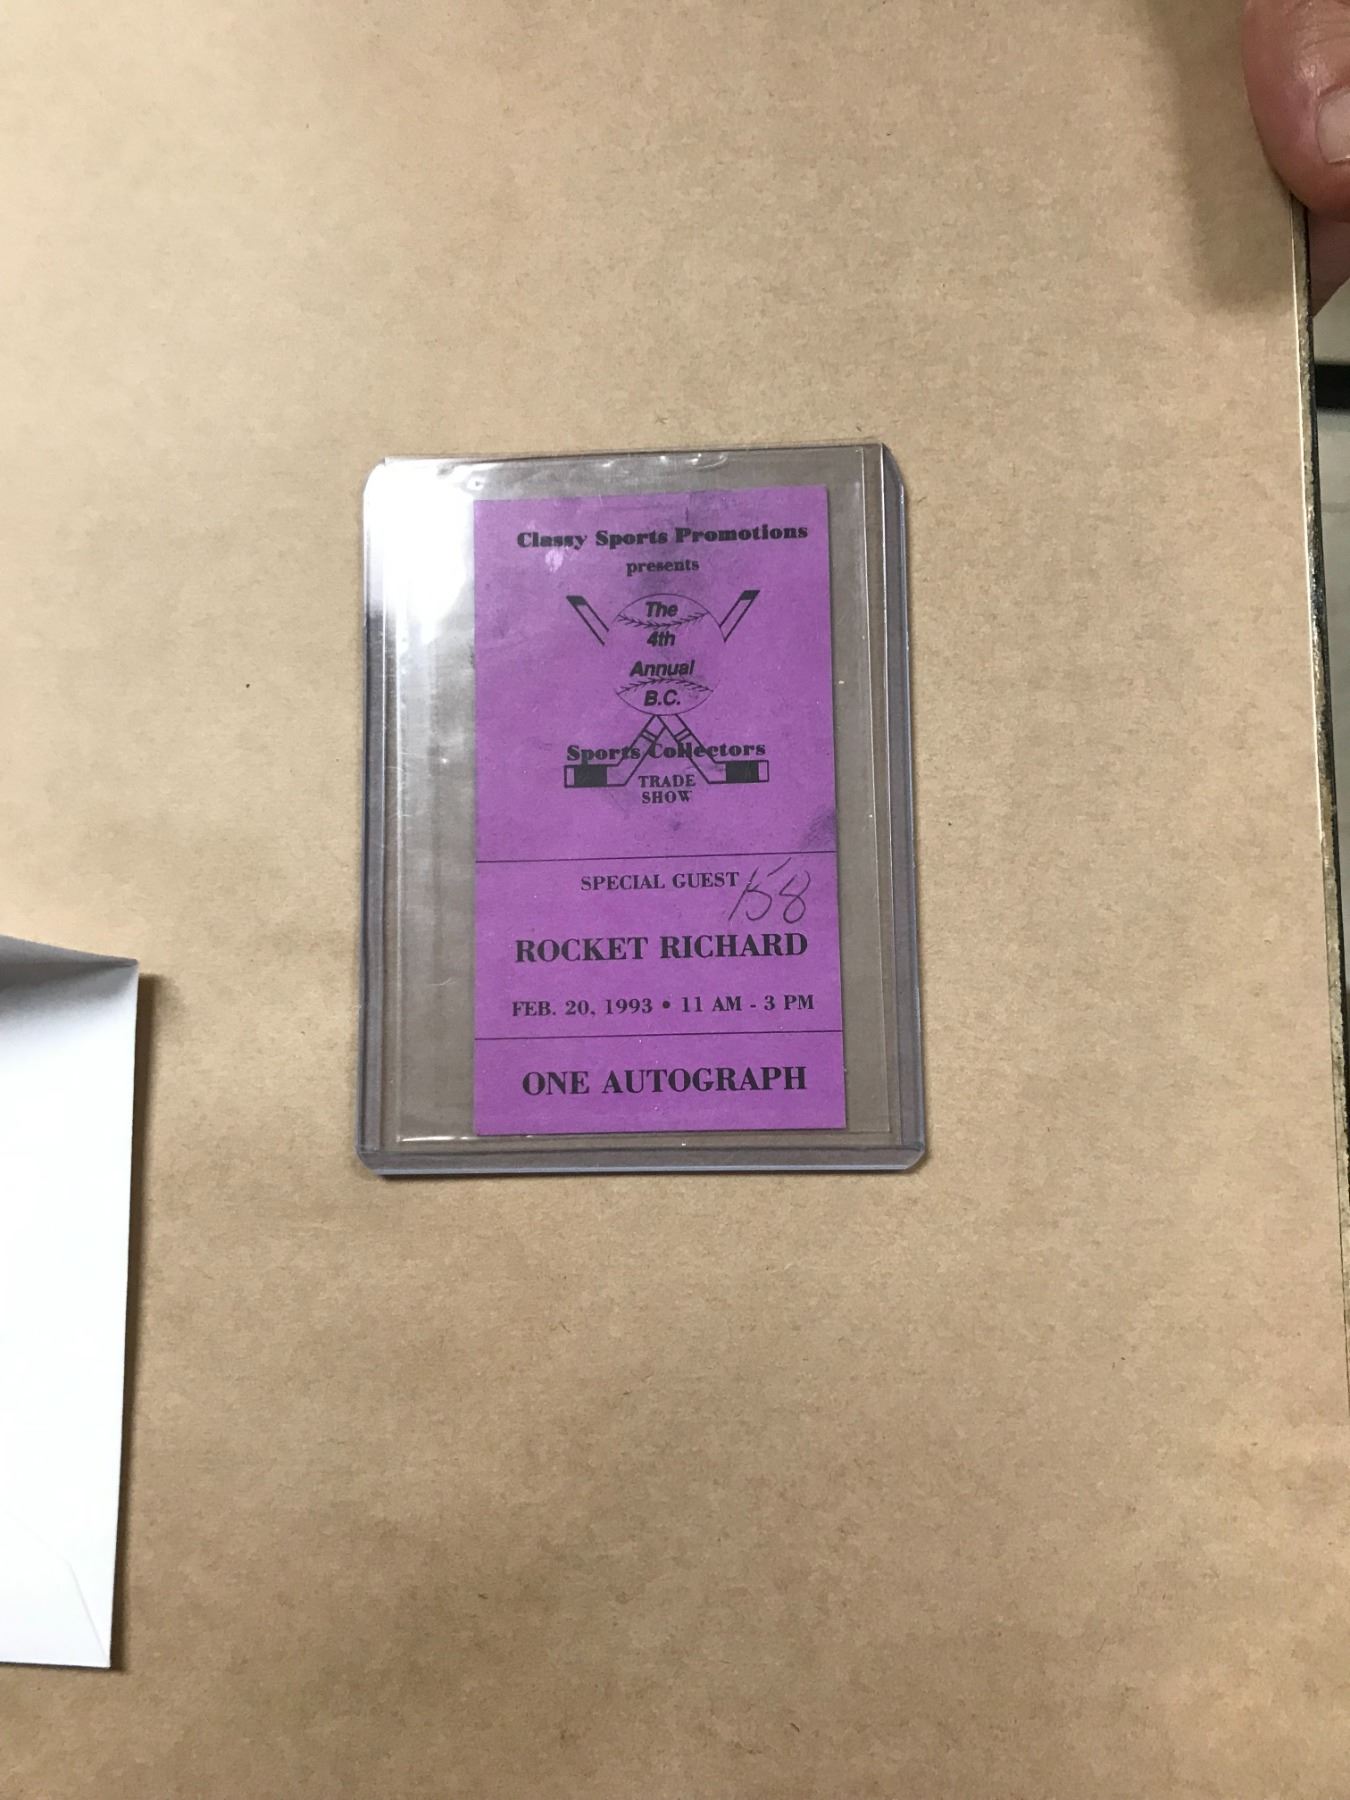 Classy Sports Promotions
presents
The
4th
Annual
B.C.
Sports Collectors
TRADE
SHOW
SPECIAL GUEST
158
ROCKET RICHARD
FEB. 20, 1993 • 11 AM - 3 PM
ONE AUTOGRAPH